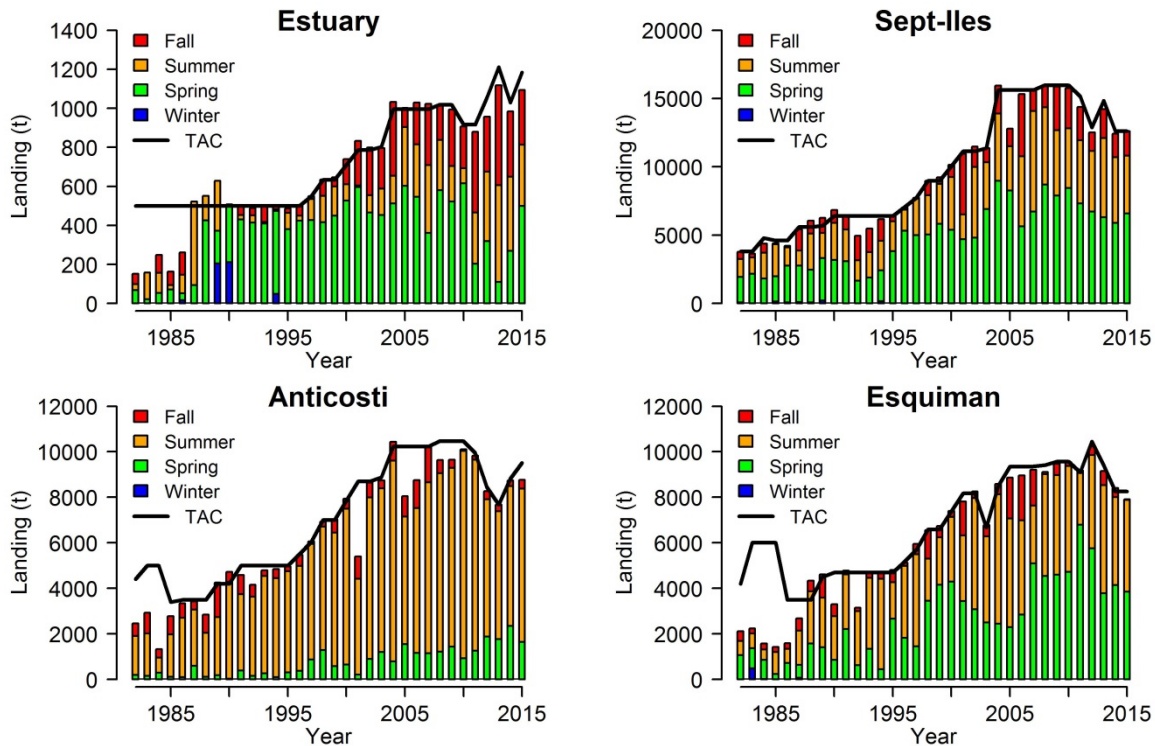 Estuary
1400
1200
1000
800
600
400
200
0
Landing (t)
Fall
Summer
Spring
Winter
TAC
1985 1995 2005 2015
Year
Sept-Iles
20000
15000
10000
5000
0
Landing (t)
Fall
Summer
Spring
Winter
TAC
1985 1995 2005 2015
Year
Anticosti
12000
10000
8000
6000
4000
2000
0
Landing (t)
Fall
Summer
Spring
Winter
TAC
1985 1995 2005 2015
Year
Esquiman
12000
10000
8000
6000
4000
2000
0
Landing (t)
Fall
Summer
Spring
Winter
TAC
1985 1995 2005 2015
Year